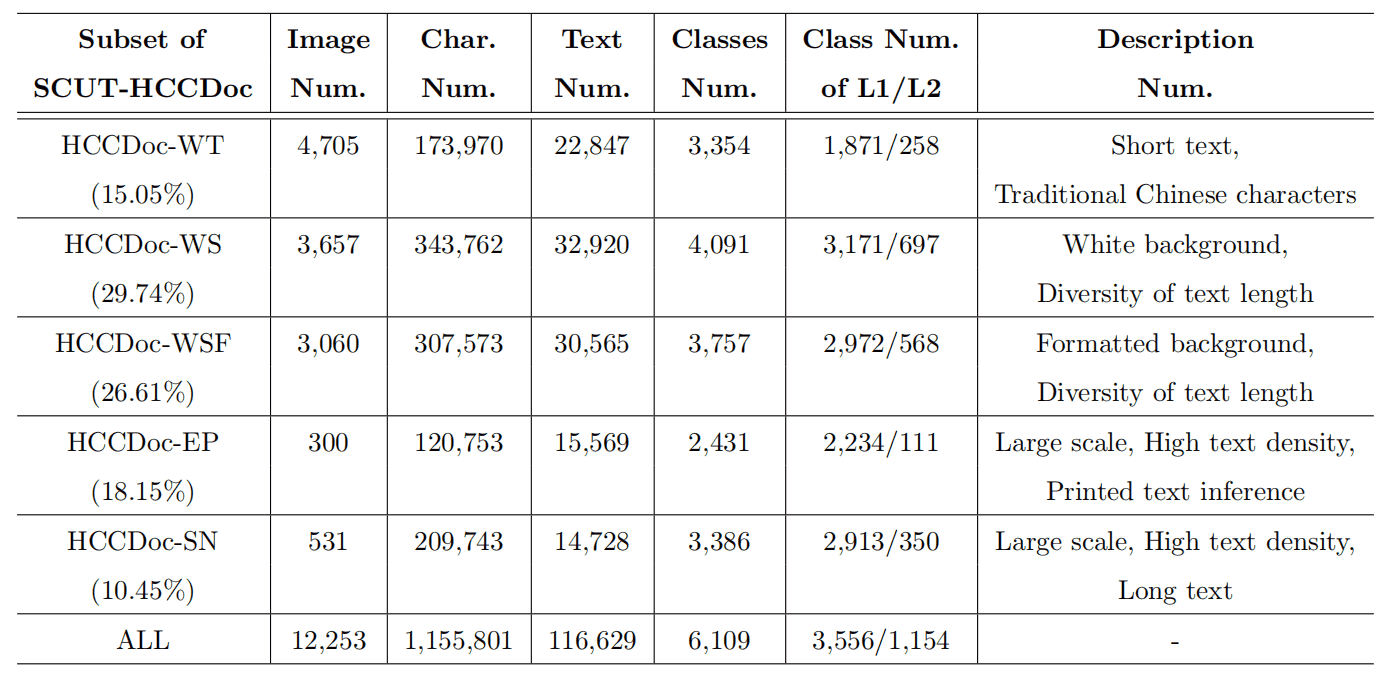 Subset of Image Char. Text Classes Class Num. Description
SCUT-HCCDoc Num. Num. Num. Num. of L1/L2 Num.
HCCDoc-WT 4,705 173,970 22,847 3,354 1,871/258 Short text,
(15.05%) Traditional Chinese characters
HCCDoc-WS 3,657 343,762 32,920 4,091 3,171/697 White background,
(29.74%) Diversity of text length
HCCDoc-WSF 3,060 307,573 30,565 3,757 2,972/568 Formatted background,
(26.61%) Diversity of text length
HCCDoc-EP 300 120,753 15,569 2,431 2,234/111 Large scale, High text density,
(18.15%) Printed text inference
HCCDoc-SN 531 209,743 14,728 3,386 2,913/350 Large scale, High text density,
(10.45%) Long text
ALL 12,253 1,155,801 116,629 6,109 3,556/1,154 -